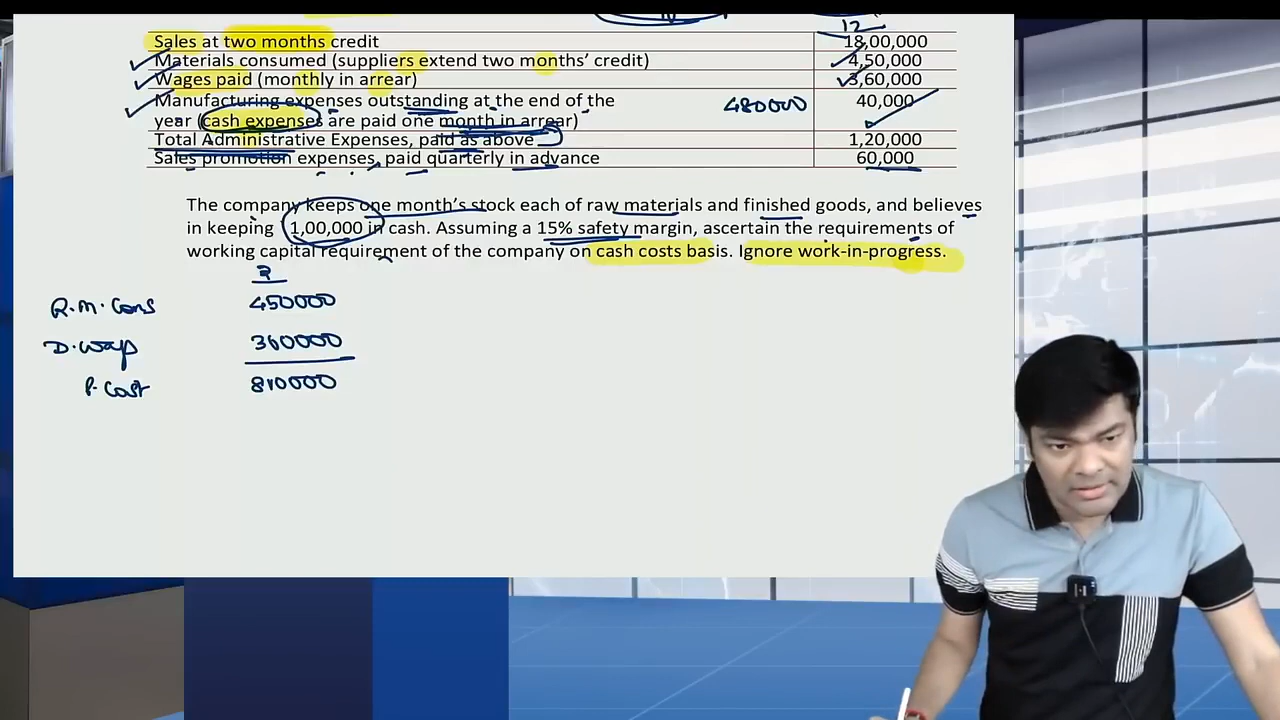 12
Sales at two months credit 18,00,000
Materials consumed (suppliers extend two months' credit) 4,50,000
Wages paid (monthly in arrear) 3,60,000
Manufacturing expenses outstanding at the end of the 480000 40,000
year (cash expenses are paid one month in arrear)
Total Administrative Expenses, paid as above 1,20,000
Sales promotion expenses, paid quarterly in advance 60,000
The company keeps one month's stock each of raw materials and finished goods, and believes
in keeping 1,00,000 in cash. Assuming a 15% safety margin, ascertain the requirements of
working capital requirement of the company on cash costs basis. Ignore work-in-progress.
₹
R.M. Cons 450000
D. wags 360000
P. Cost 810000